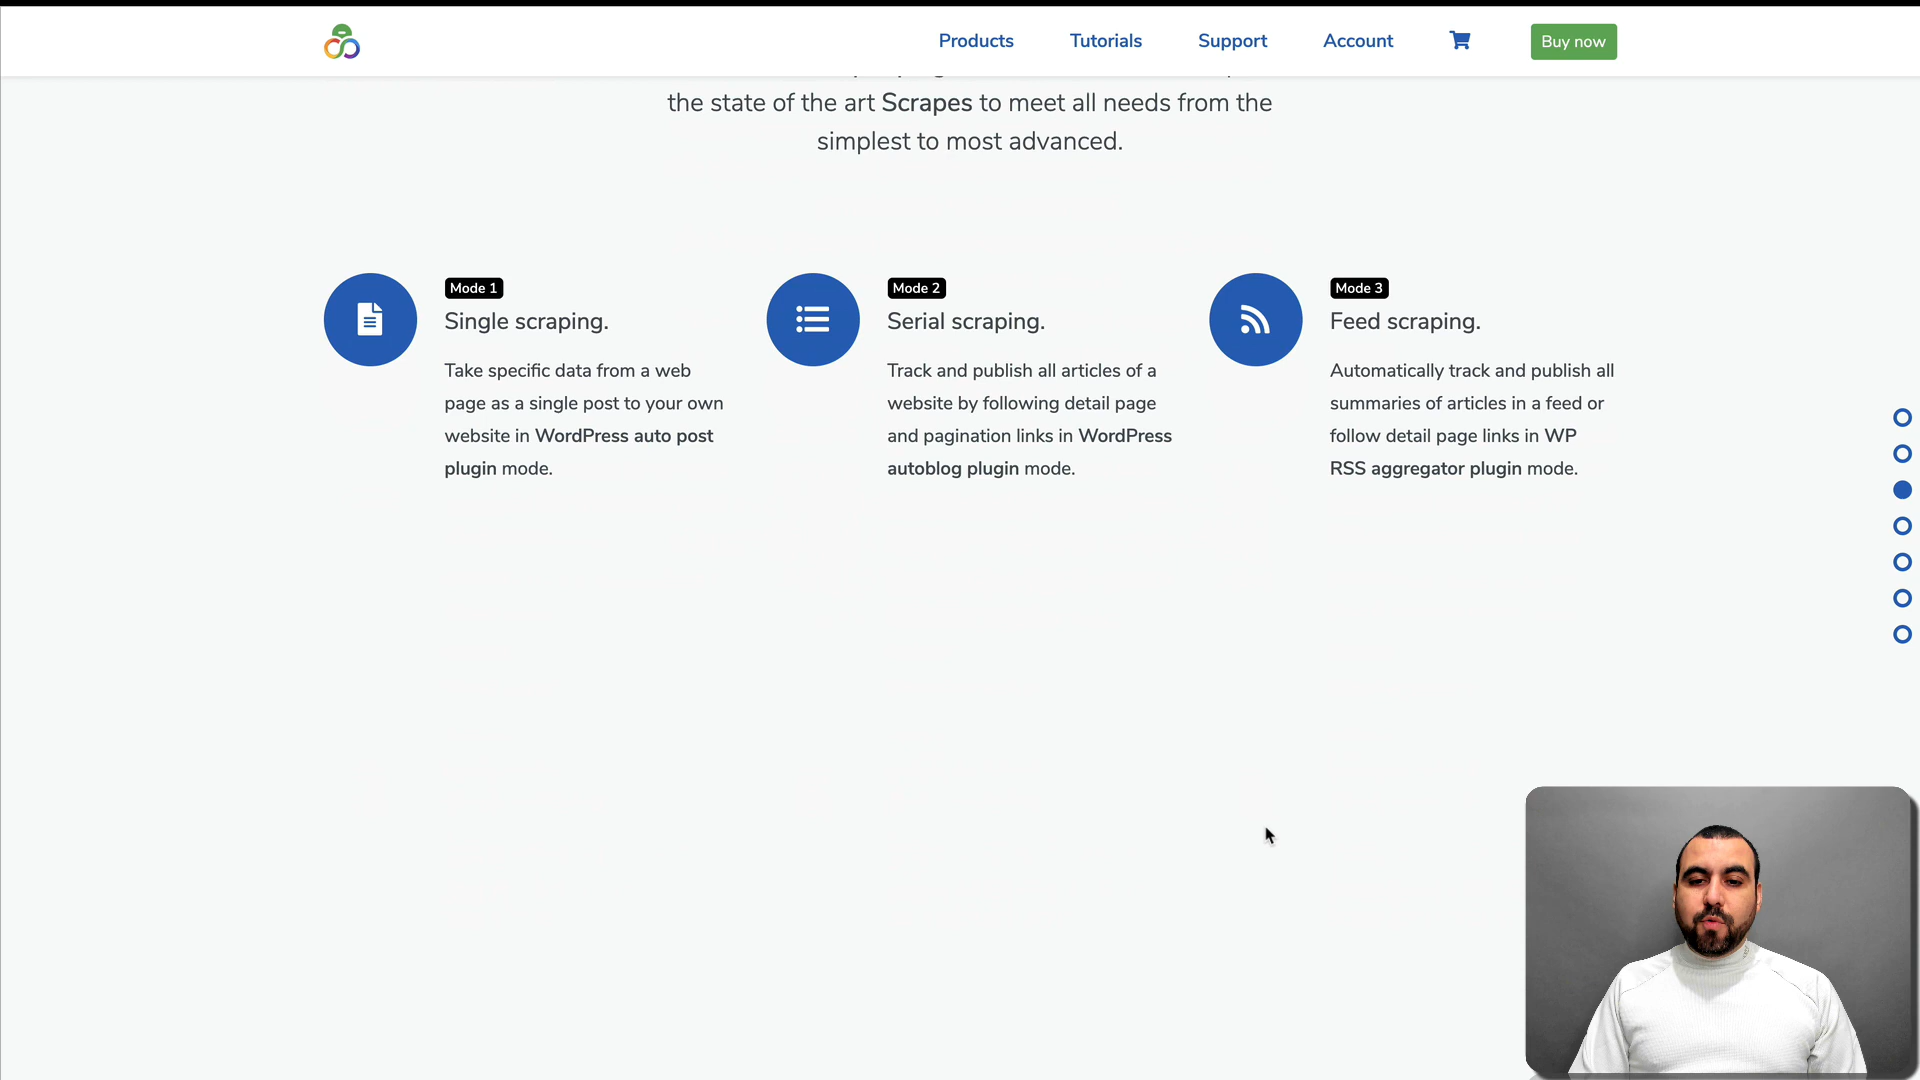 Products
Tutorials
Support
Account
Buy now
the state of the art Scrapes to meet all needs from the
simplest to most advanced.
Mode 1
Single scraping.
Take specific data from a web
page as a single post to your own
website in WordPress auto post
plugin mode.
Mode 2
Serial scraping.
Track and publish all articles of a
website by following detail page
and pagination links in WordPress
autoblog plugin mode.
Mode 3
Feed scraping.
Automatically track and publish all
summaries of articles in a feed or
follow detail page links in WP
RSS aggregator plugin mode.